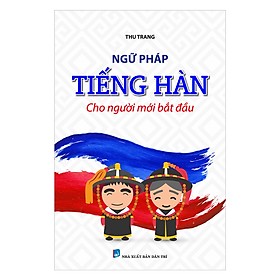 THU TRANG
NGỮ PHÁP
TIẾNG HÀN
Cho người mới bắt đầu
NHÀ XUẤT BẢN DÂN TRÍ